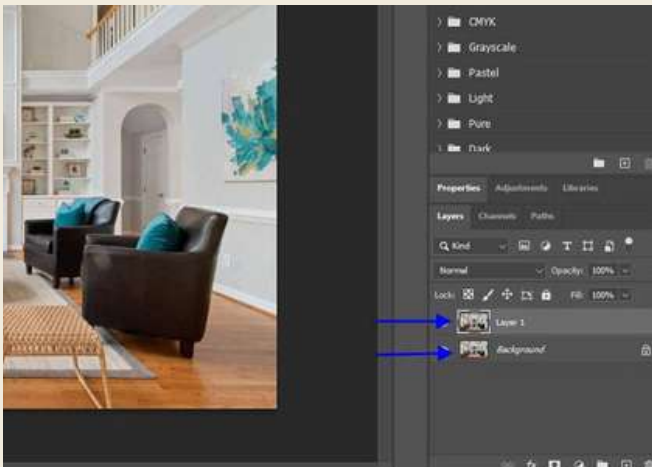 CMYK
Grayscale
Pastel
Light
Pure
Dark
Properties Adjustments Libraries
Layers Channels Paths
Kind
Normal Opacity: 100%
Lock: Fill: 100%
Layer 1
Background
fx